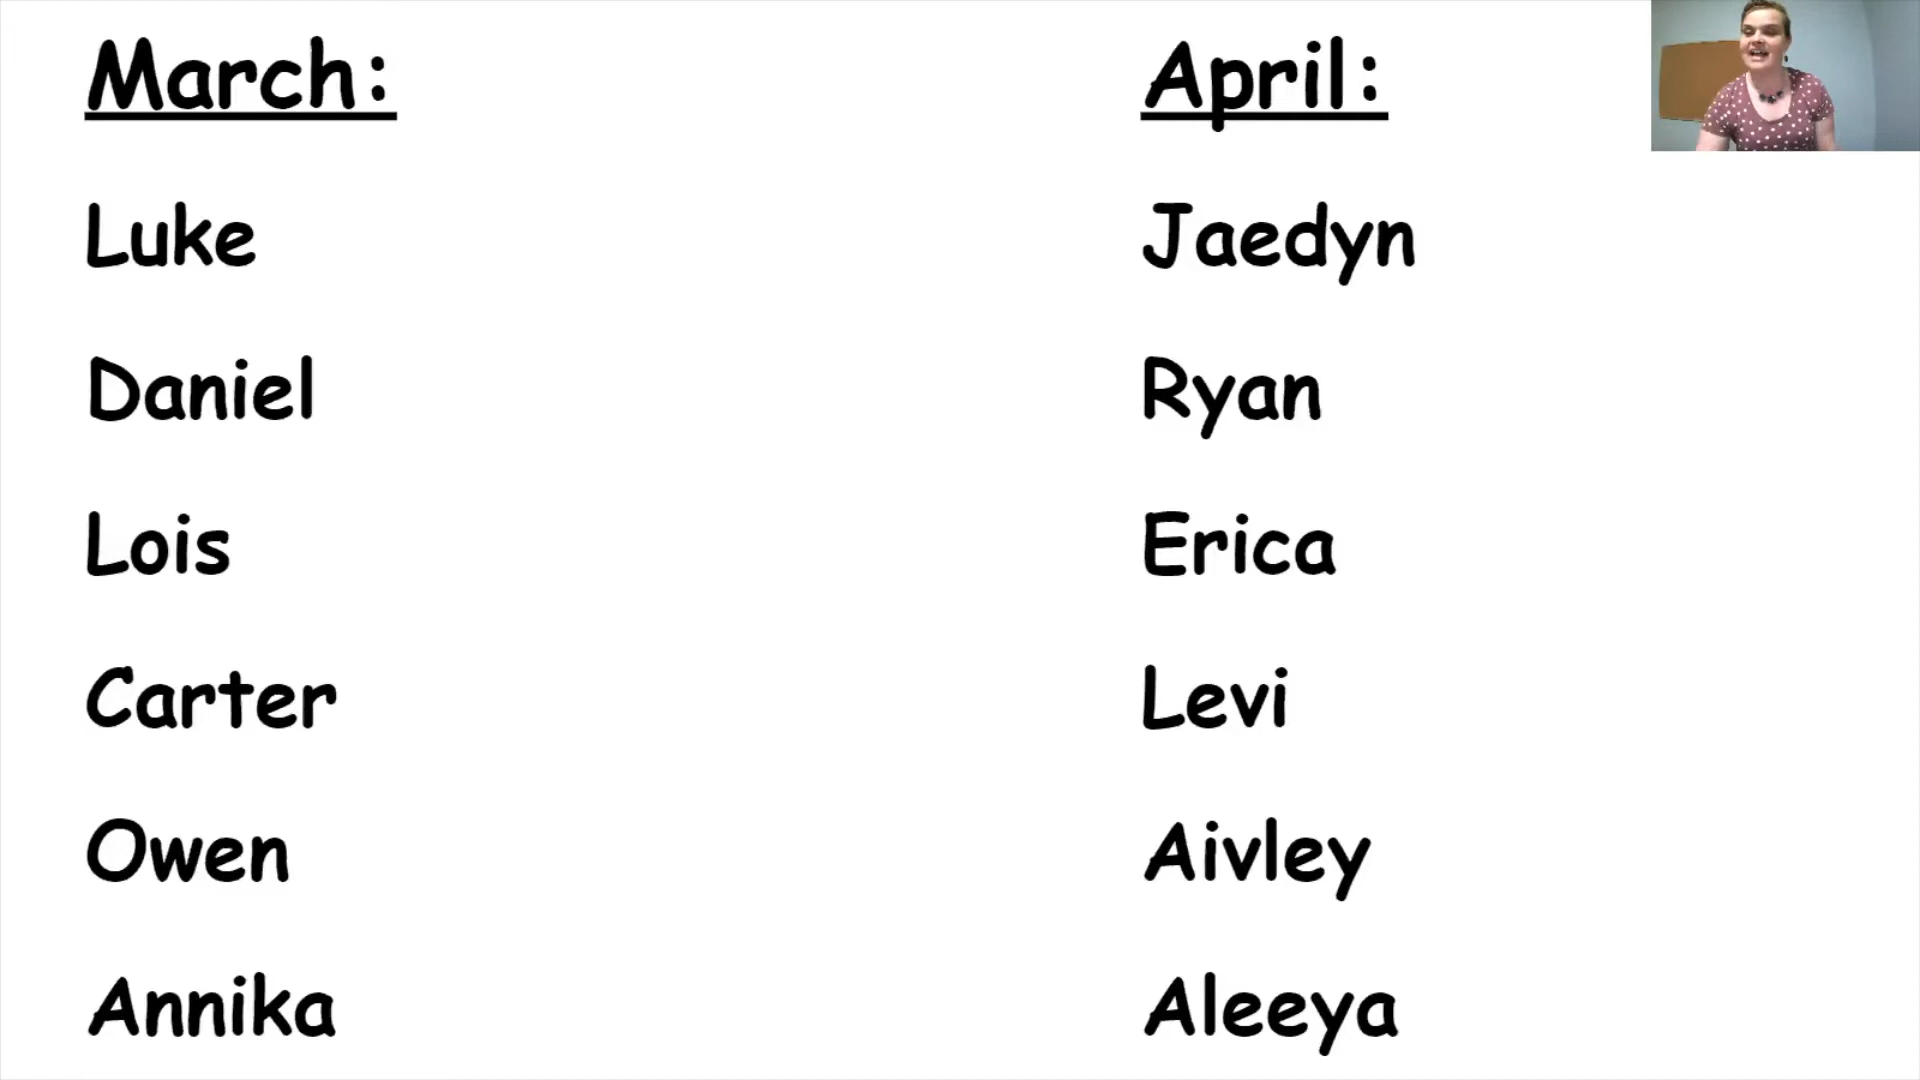 March:
Luke
Daniel
Lois
Carter
Owen
Annika
April:
Jaedyn
Ryan
Erica
Levi
Aivley
Aleeya